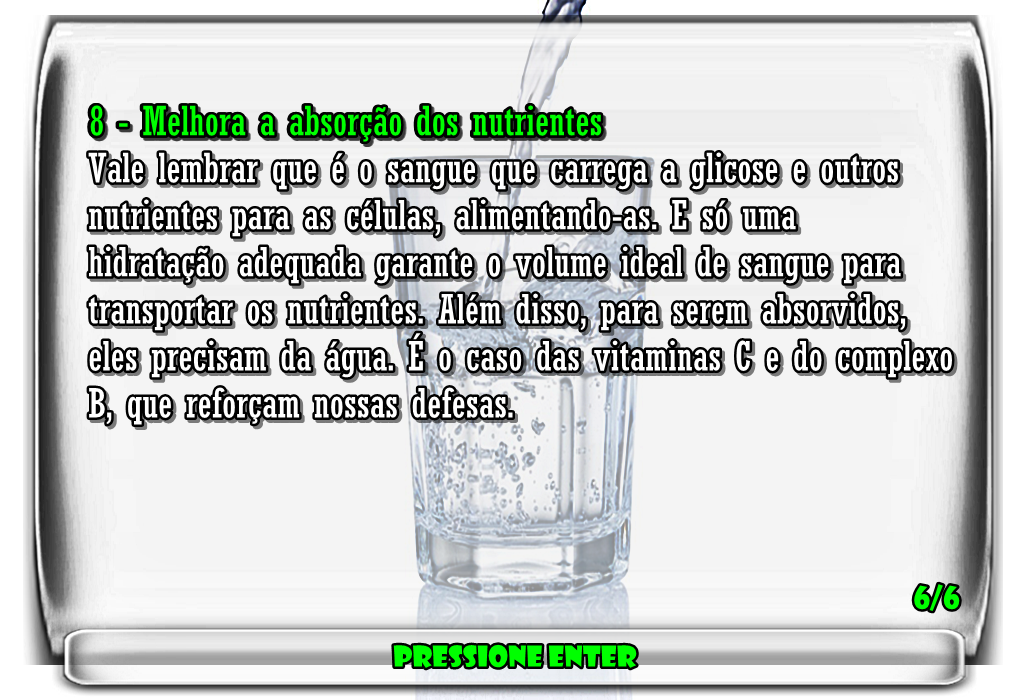 8 - Melhora a absorção dos nutrientes
Vale lembrar que é o sangue que carrega a glicose e outros
nutrientes para as células, alimentando-as. E só uma
hidratação adequada garante o volume ideal de sangue para
transportar os nutrientes. Além disso, para serem absorvidos,
eles precisam da água. É o caso das vitaminas C e do complexo
B, que reforçam nossas defesas.
6/6
PRESSIONE ENTER